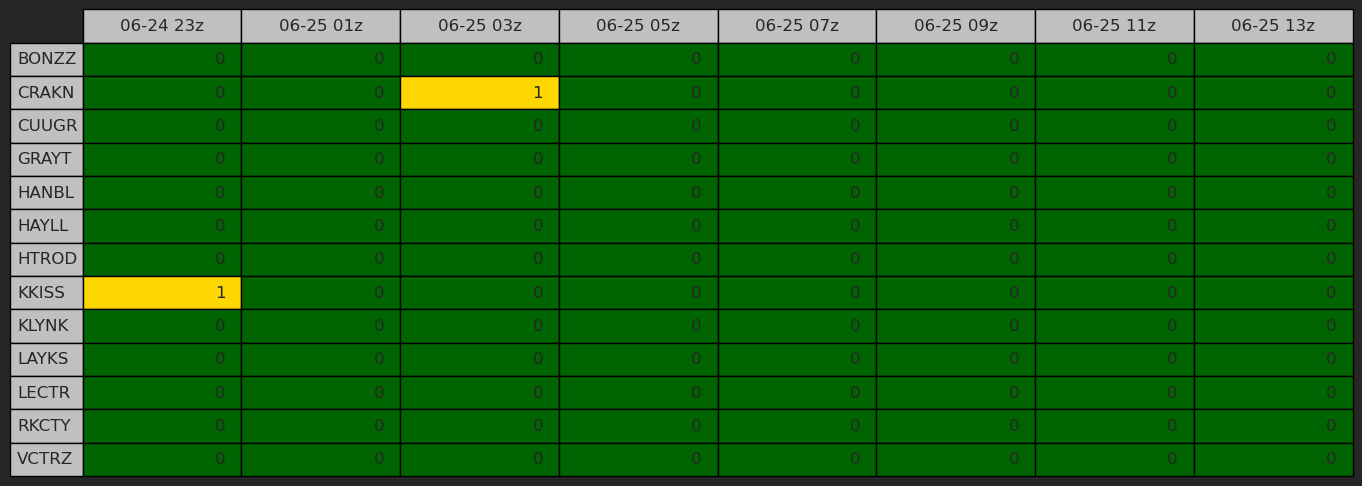 06-24 23z 06-25 01z 06-25 03z 06-25 05z 06-25 07z 06-25 09z 06-25 11z 06-25 13z
BONZZ 0 0 0 0 0 0 0 0
CRAKN 0 0 1 0 0 0 0 0
CUUGR 0 0 0 0 0 0 0 0
GRAYT 0 0 0 0 0 0 0 0
HANBL 0 0 0 0 0 0 0 0
HAYLL 0 0 0 0 0 0 0 0
HTROD 0 0 0 0 0 0 0 0
KKISS 1 0 0 0 0 0 0 0
KLYNK 0 0 0 0 0 0 0 0
LAYKS 0 0 0 0 0 0 0 0
LECTR 0 0 0 0 0 0 0 0
RKCTY 0 0 0 0 0 0 0 0
VCTRZ 0 0 0 0 0 0 0 0